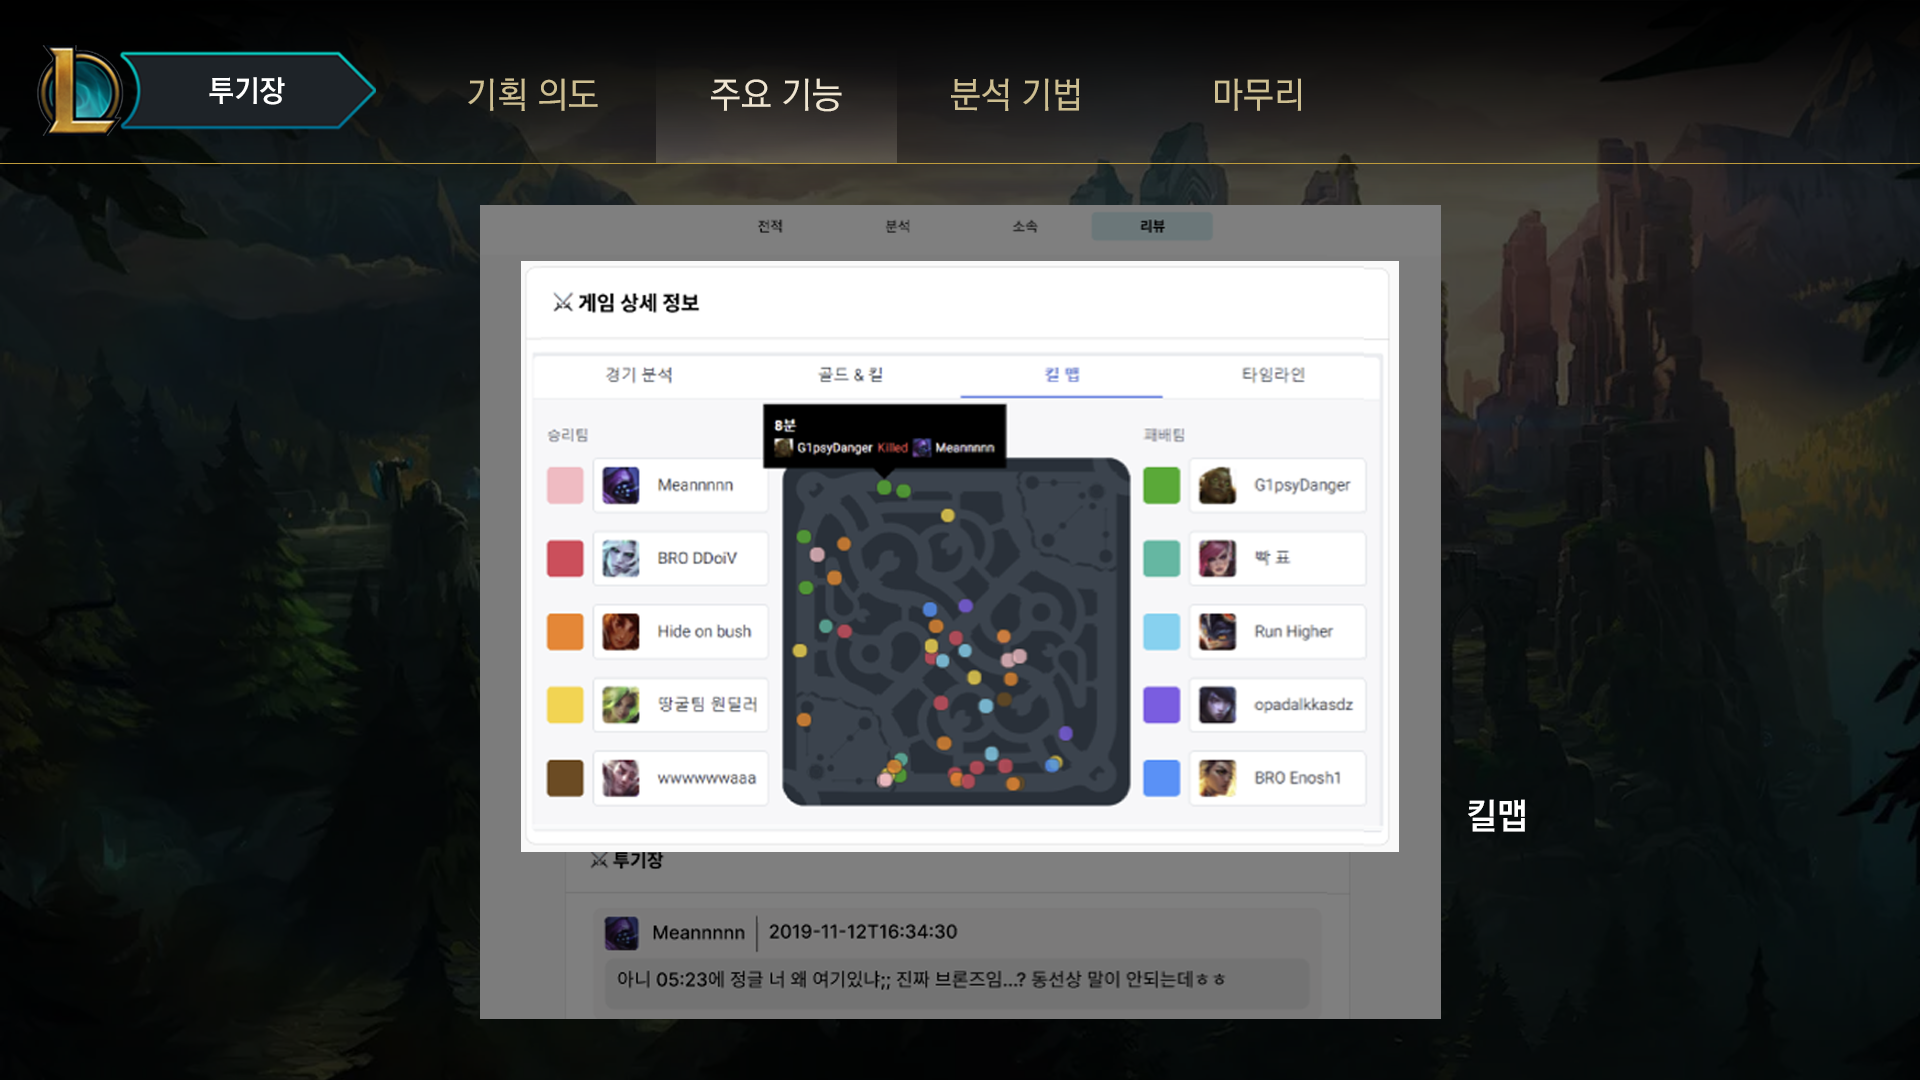 투기장
기획 의도
주요 기능
분석 기법
마무리
전적
분석
소속
리뷰
게임 상세 정보
경기 분석
골드 & 킬
킬 맵
타임라인
8분
G1psyDanger Killed Meannnnn
승리팀
패배팀
Meannnnn
G1psyDanger
BRO DDoiV
빡 표
Hide on bush
Run Higher
땅굴팀 원딜러
opadalkkasdz
wwwwwwaaa
BRO Enosh1
킬맵
투기장
Meannnnn
2019-11-12T16:34:30
아니 05:23에 정글 너 왜 여기있냐;; 진짜 브론즈임...? 동선상 말이 안되는데ㅎㅎ